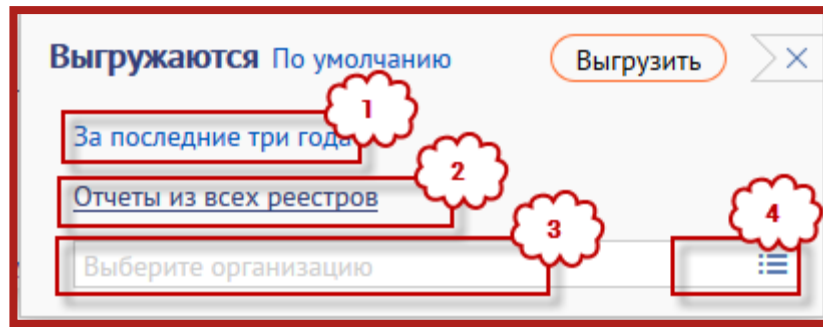 Выгружаются По умолчанию Выгрузить
1
За последние три года
2
Отчеты из всех реестров
3
4
Выберите организацию